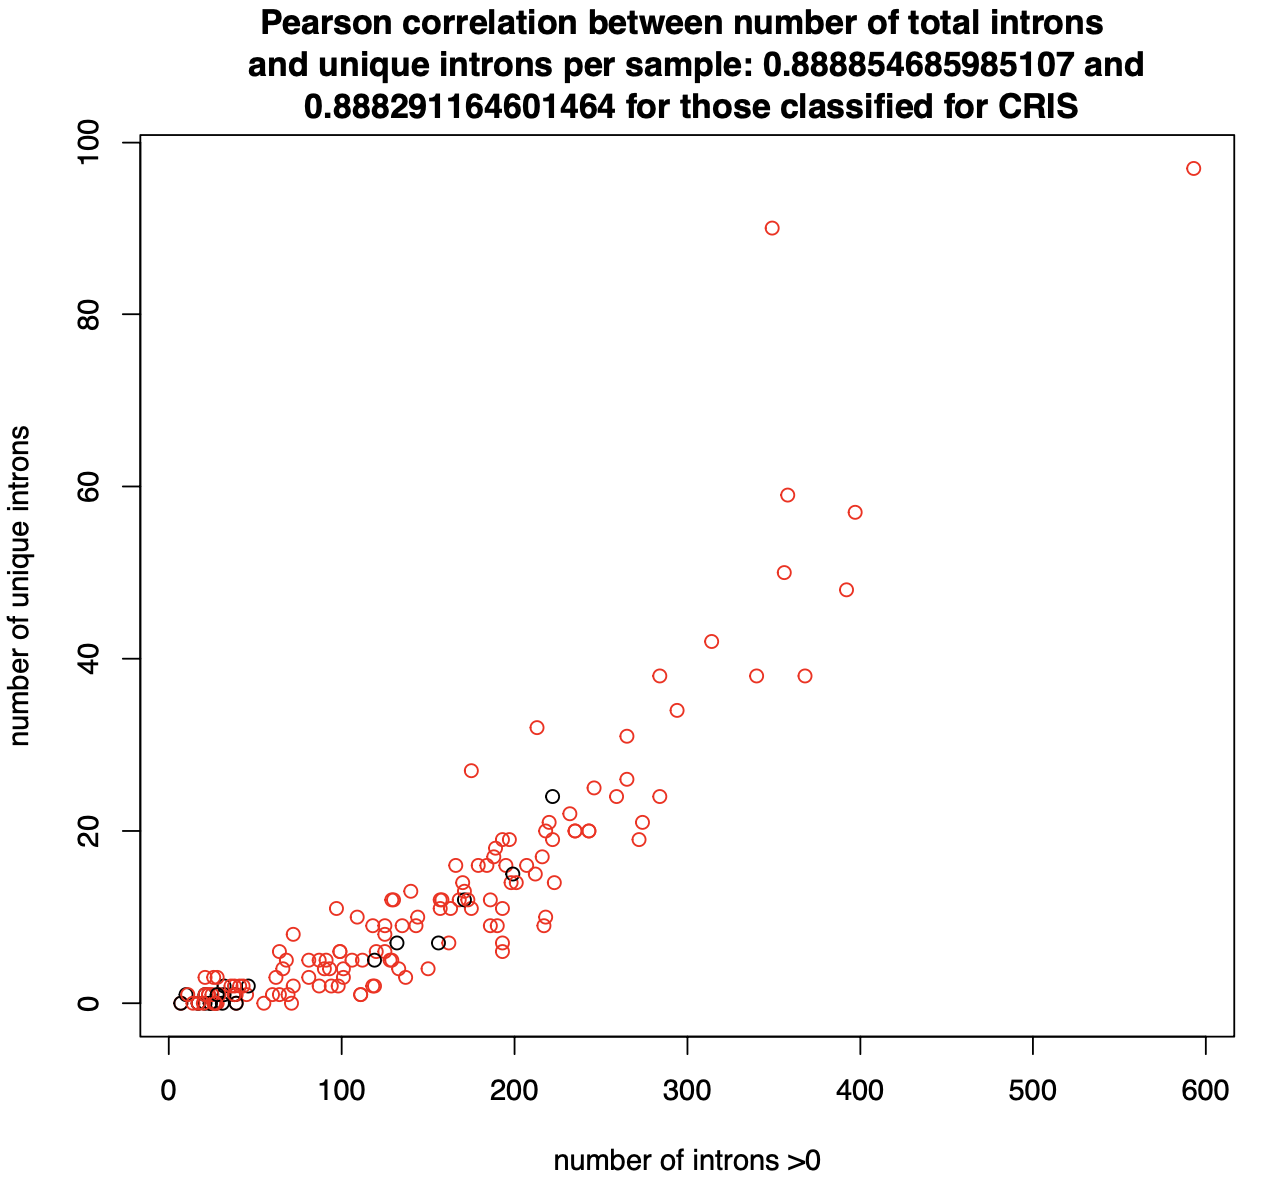 Pearson correlation between number of total introns
and unique introns per sample: 0.888854685985107 and
0.888291164601464 for those classified for CRIS
100
80
60
40
20
0
number of unique introns
0 100 200 300 400 500 600
number of introns >0